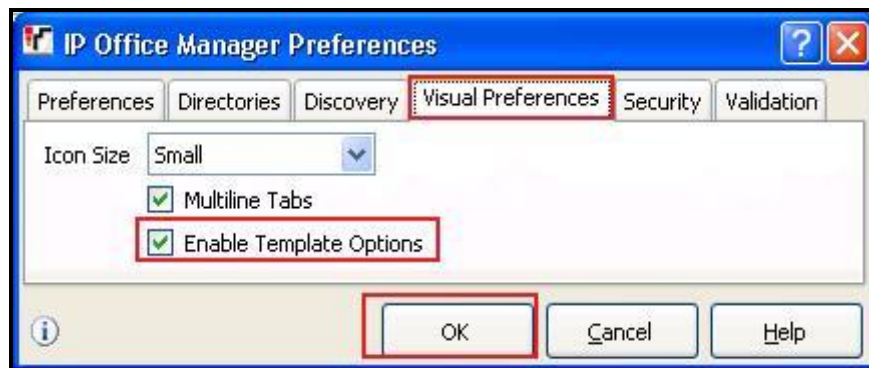 IP Office Manager Preferences
Preferences Directories Discovery Visual Preferences Security Validation
Icon Size Small
Multiline Tabs
Enable Template Options
OK Cancel Help